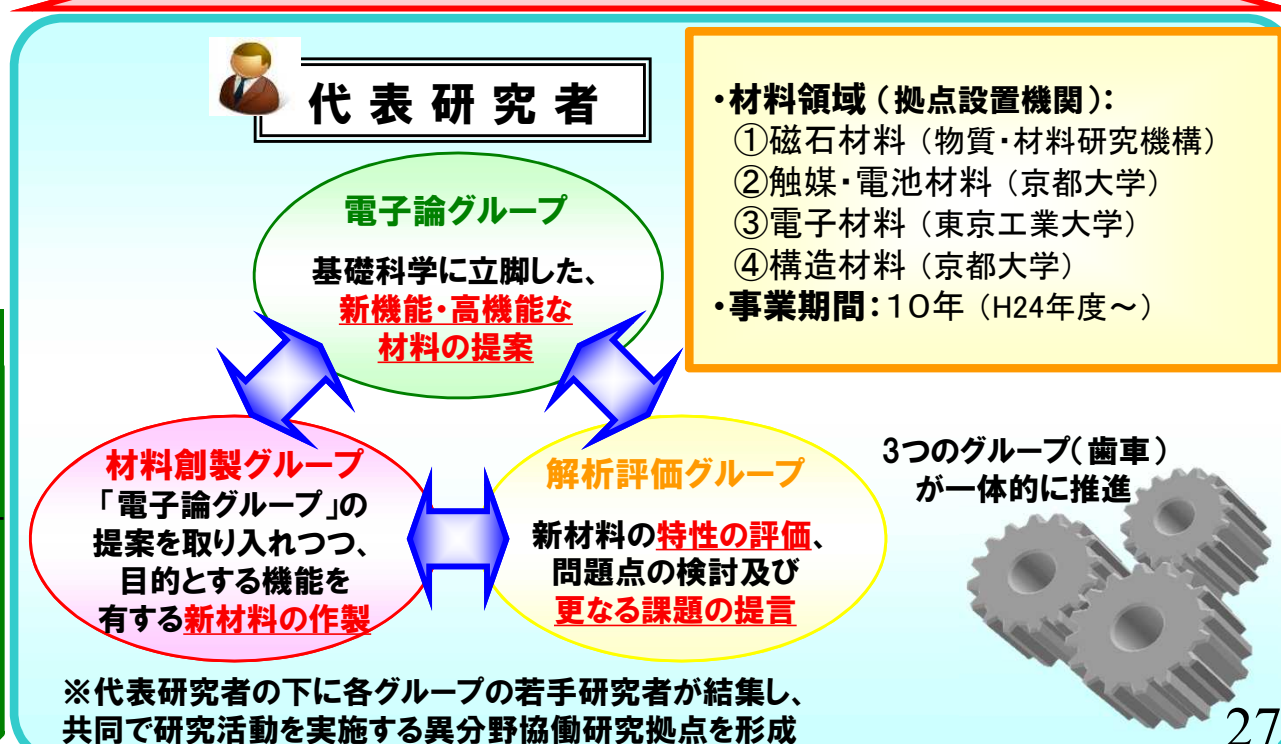 代表研究者
・材料領域（拠点設置機関）：
①磁石材料（物質・材料研究機構）
②触媒・電池材料（京都大学）
③電子材料（東京工業大学）
④構造材料（京都大学）
・事業期間：１０年（H24年度～）
電子論グループ
基礎科学に立脚した、
新機能・高機能な
材料の提案
材料創製グループ
「電子論グループ」の
提案を取り入れつつ、
目的とする機能を
有する新材料の作製
解析評価グループ
新材料の特性の評価、
問題点の検討及び
更なる課題の提言
3つのグループ（歯車）
が一体的に推進
※代表研究者の下に各グループの若手研究者が結集し、
共同で研究活動を実施する異分野協働研究拠点を形成
27